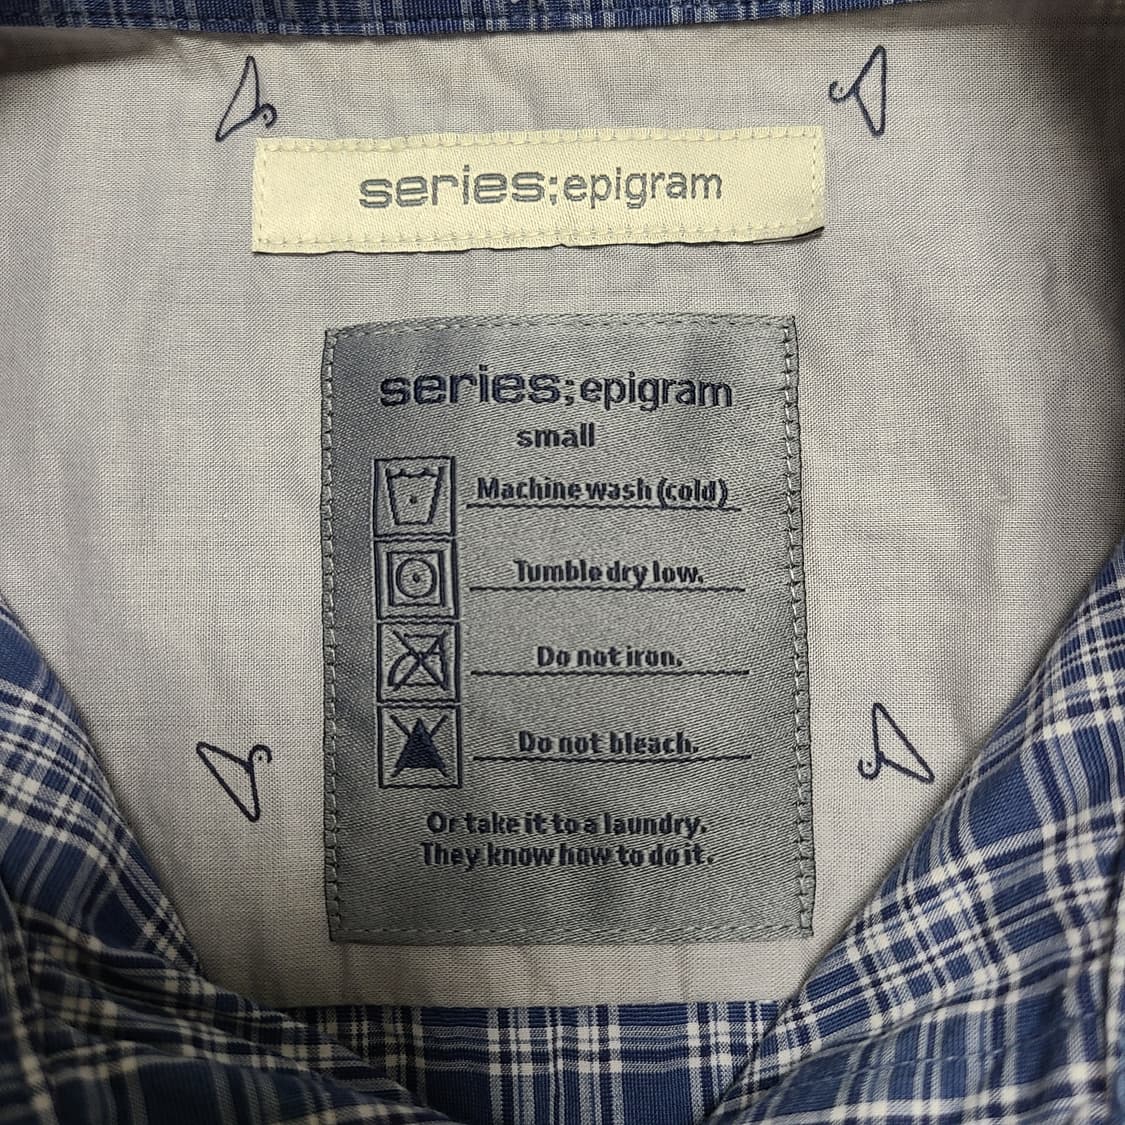 series;epigram
series;epigram
small
Machine wash (cold)
Tumble dry low.
Do not iron.
Do not bleach.
Or take it to a laundry.
They know how to do it.